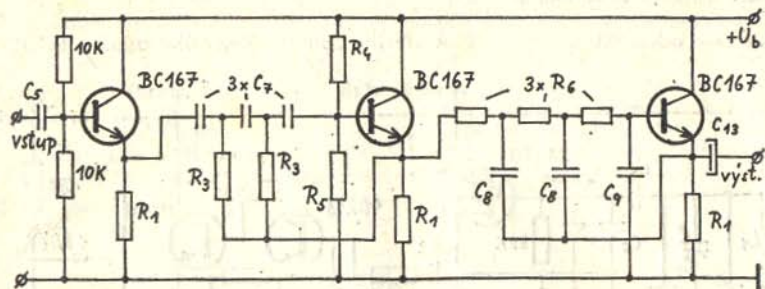 +Ub
10K
BC167
3x C7
R4
BC167
3x R6
BC167
C5
vstup
C13
10K
R3
R3
R5
C8
C8
C9
výst.
R1
R1
R1